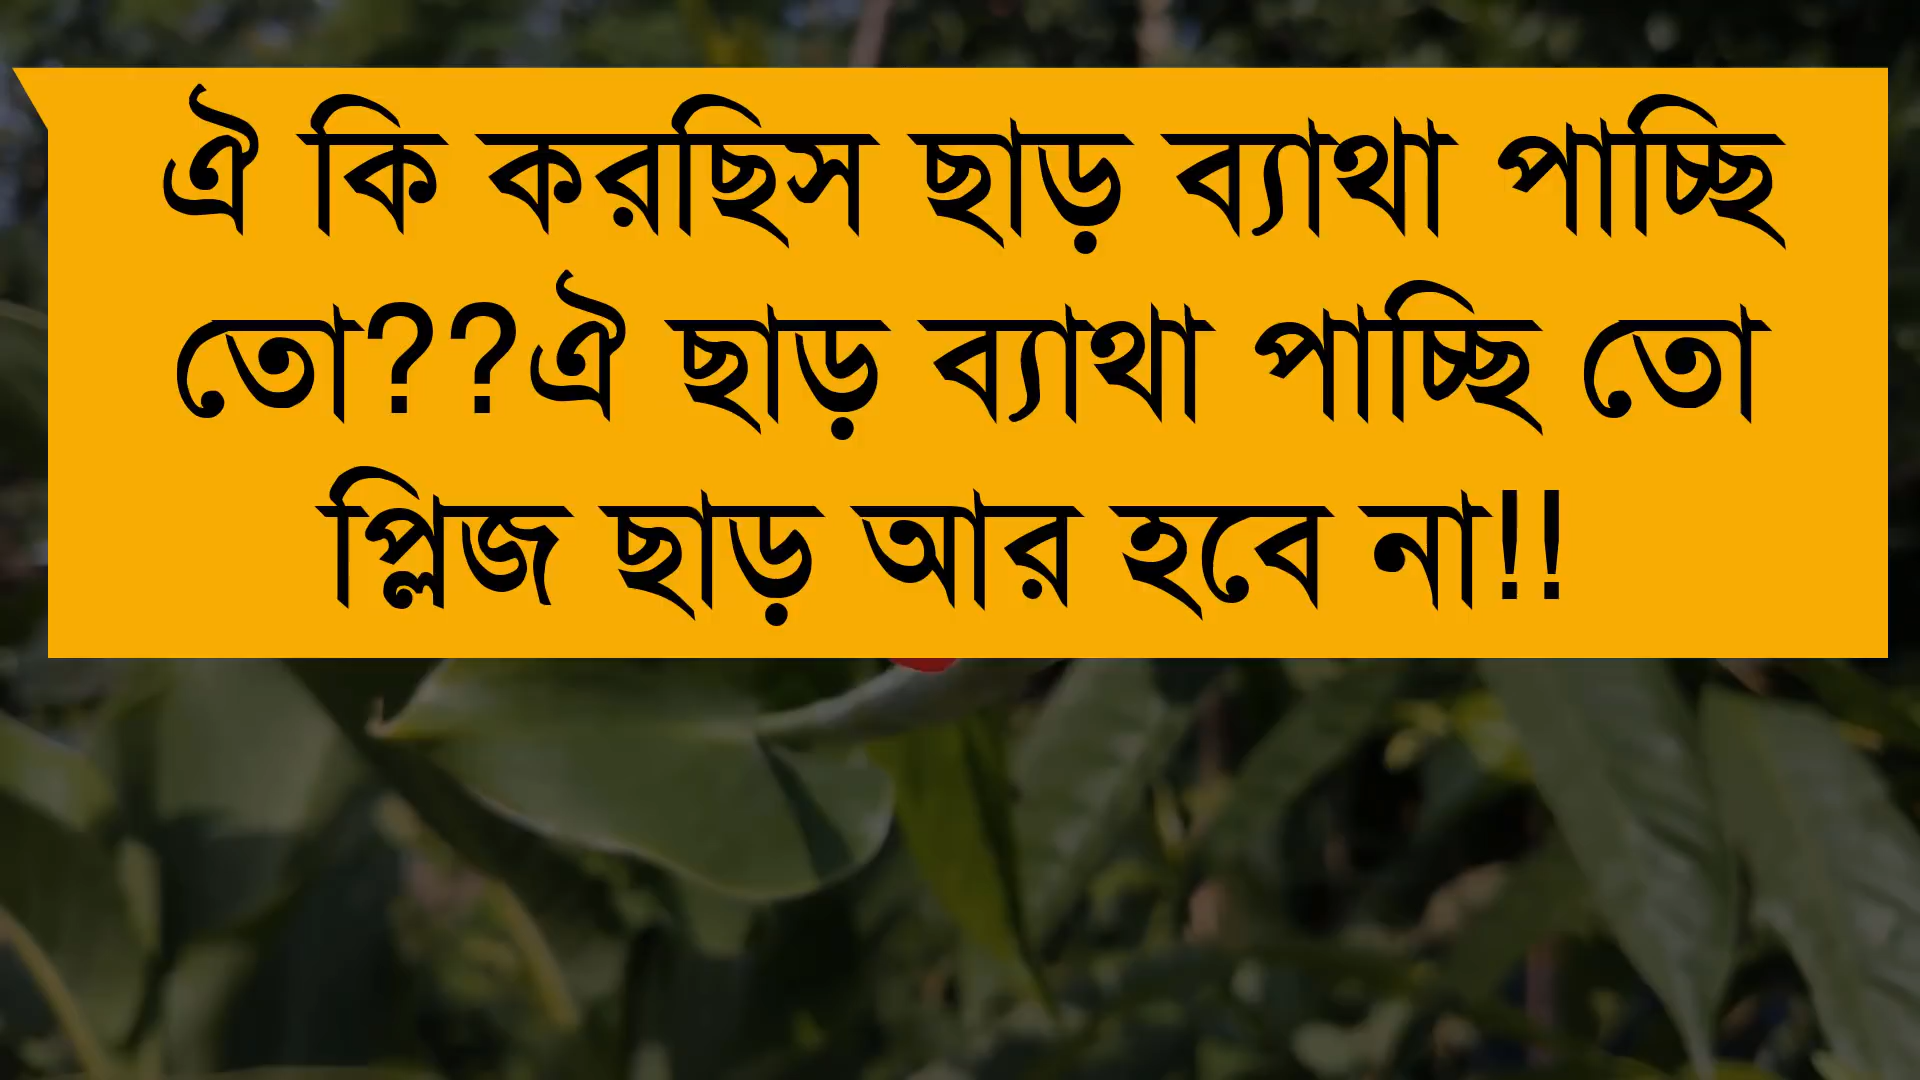 ঐ কি করছিস ছাড় ব্যাথা পাচ্ছি
তো??ঐ ছাড় ব্যাথা পাচ্ছি তো
প্লিজ ছাড় আর হবে না!!